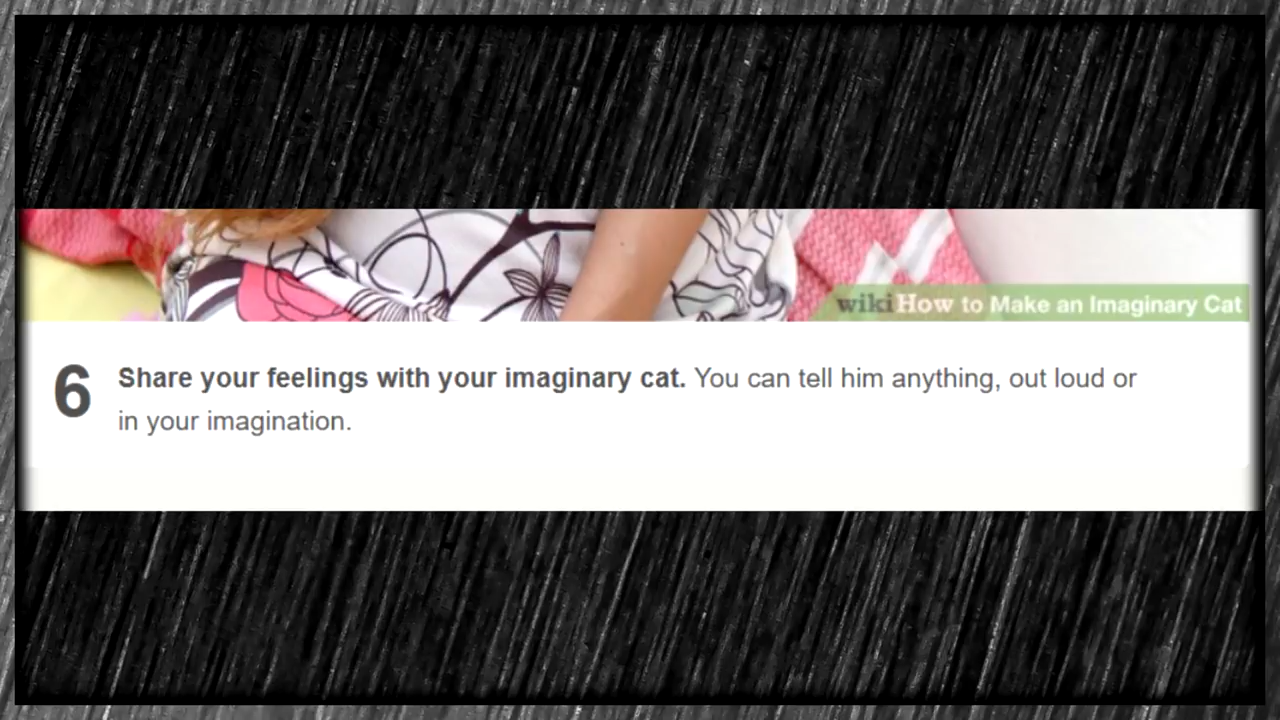 wikiHow to Make an Imaginary Cat
6 Share your feelings with your imaginary cat. You can tell him anything, out loud or
in your imagination.